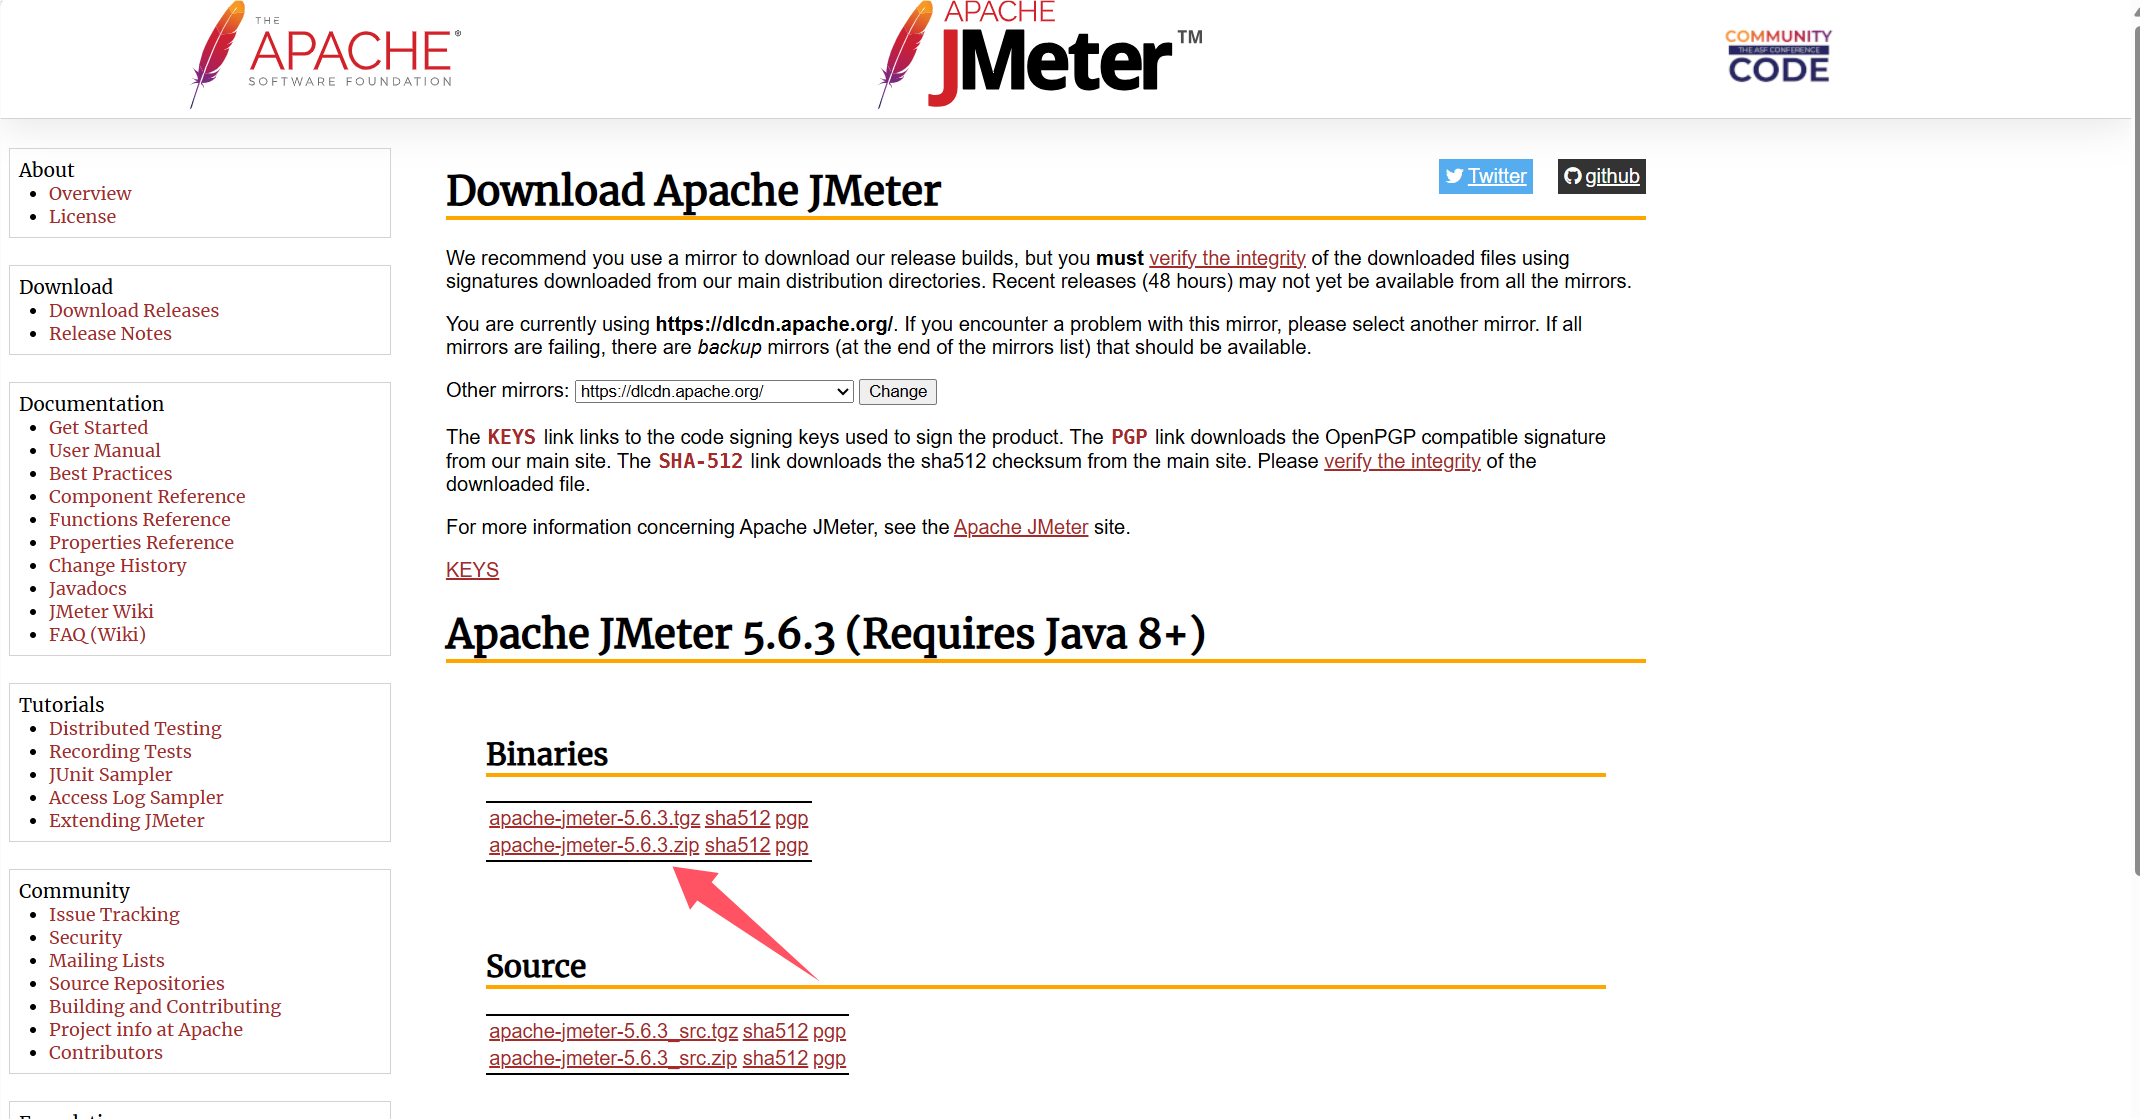 THE
APACHE®
SOFTWARE FOUNDATION
APACHE
JMeter™
COMMUNITY
THE ASF CONFERENCE
CODE
About
Overview
License
Download
Download Releases
Release Notes
Documentation
Get Started
User Manual
Best Practices
Component Reference
Functions Reference
Properties Reference
Change History
Javadocs
JMeter Wiki
FAQ (Wiki)
Tutorials
Distributed Testing
Recording Tests
JUnit Sampler
Access Log Sampler
Extending JMeter
Community
Issue Tracking
Security
Mailing Lists
Source Repositories
Building and Contributing
Project info at Apache
Contributors
Twitter
github
Download Apache JMeter
We recommend you use a mirror to download our release builds, but you must verify the integrity of the downloaded files using
signatures downloaded from our main distribution directories. Recent releases (48 hours) may not yet be available from all the mirrors.
You are currently using https://dlcdn.apache.org/. If you encounter a problem with this mirror, please select another mirror. If all
mirrors are failing, there are backup mirrors (at the end of the mirrors list) that should be available.
Other mirrors: https://dlcdn.apache.org/ Change
The KEYS link links to the code signing keys used to sign the product. The PGP link downloads the OpenPGP compatible signature
from our main site. The SHA-512 link downloads the sha512 checksum from the main site. Please verify the integrity of the
downloaded file.
For more information concerning Apache JMeter, see the Apache JMeter site.
KEYS
Apache JMeter 5.6.3 (Requires Java 8+)
Binaries
apache-jmeter-5.6.3.tgz sha512 pgp
apache-jmeter-5.6.3.zip sha512 pgp
Source
apache-jmeter-5.6.3_src.tgz sha512 pgp
apache-jmeter-5.6.3_src.zip sha512 pgp